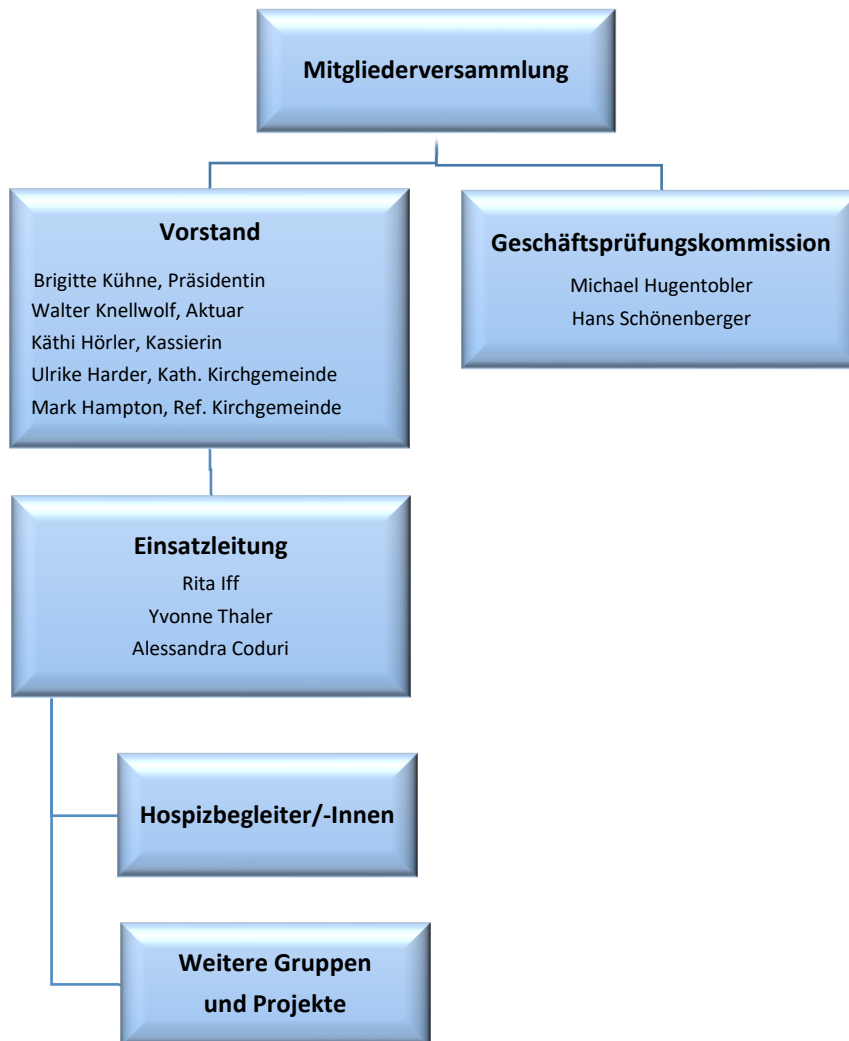 Mitgliederversammlung
Vorstand
Brigitte Kühne, Präsidentin
Walter Knellwolf, Aktuar
Käthi Hörler, Kassierin
Ulrike Harder, Kath. Kirchgemeinde
Mark Hampton, Ref. Kirchgemeinde
Geschäftsprüfungskommission
Michael Hugentobler
Hans Schönenberger
Einsatzleitung
Rita Iff
Yvonne Thaler
Alessandra Coduri
Hospizbegleiter/-Innen
Weitere Gruppen
und Projekte